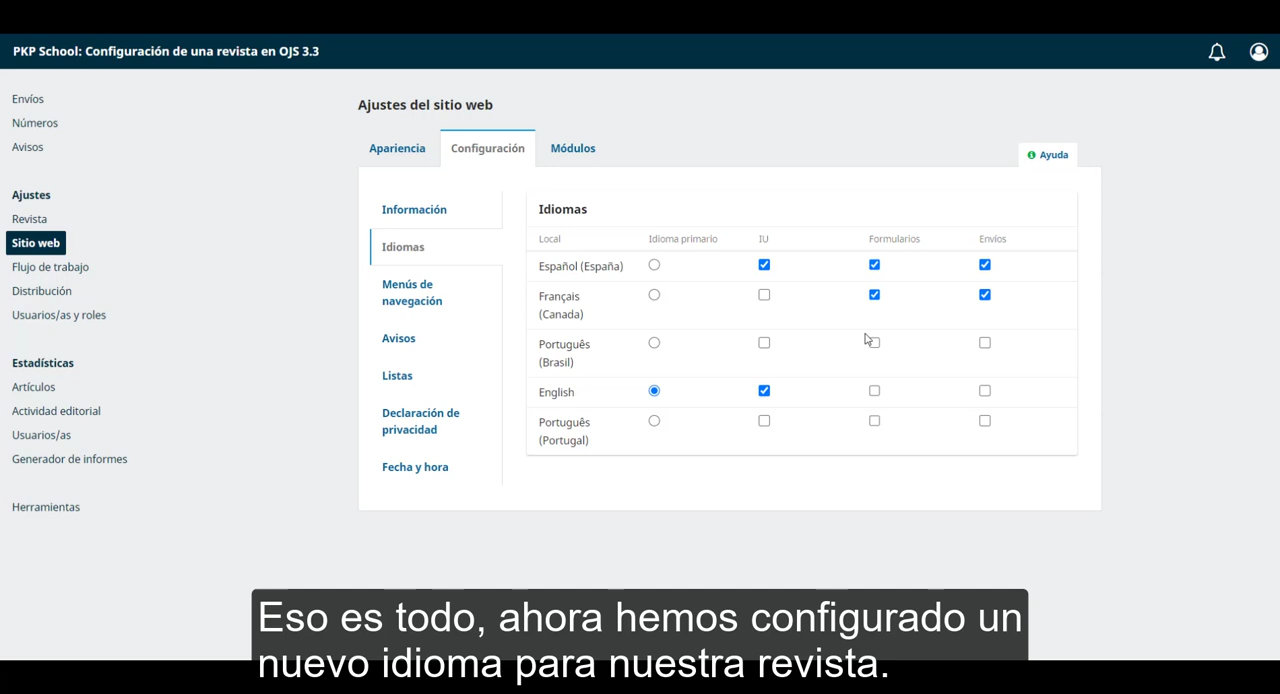 PKP School: Configuración de una revista en OJS 3.3
Envíos
Números
Avisos
Ajustes
Revista
Sitio web
Flujo de trabajo
Distribución
Usuarios/as y roles
Estadísticas
Artículos
Actividad editorial
Usuarios/as
Generador de informes
Herramientas
Ajustes del sitio web
Apariencia Configuración Módulos
Ayuda
Información
Idiomas
Menús de
navegación
Avisos
Listas
Declaración de
privacidad
Fecha y hora
Idiomas
Local Idioma primario IU Formularios Envíos
Español (España)
Français
(Canada)
Português
(Brasil)
English
Português
(Portugal)
Eso es todo, ahora hemos configurado un
nuevo idioma para nuestra revista.